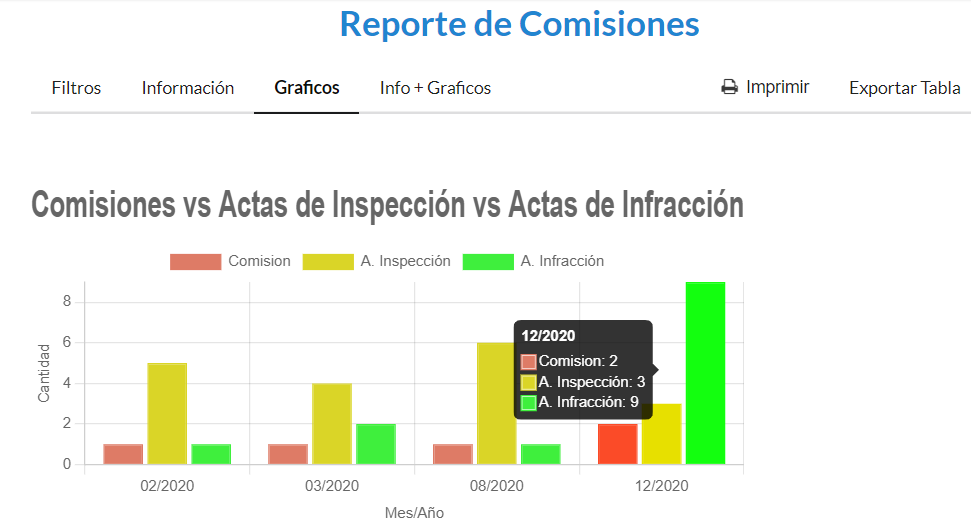 Reporte de Comisiones
Filtros Información Graficos Info + Graficos Imprimir Exportar Tabla
Comisiones vs Actas de Inspección vs Actas de Infracción
Comision A. Inspección A. Infracción
8
6
4
2
0
Cantidad
12/2020
Comision: 2
A. Inspección: 3
A. Infracción: 9
02/2020 03/2020 08/2020 12/2020
Mes/Año